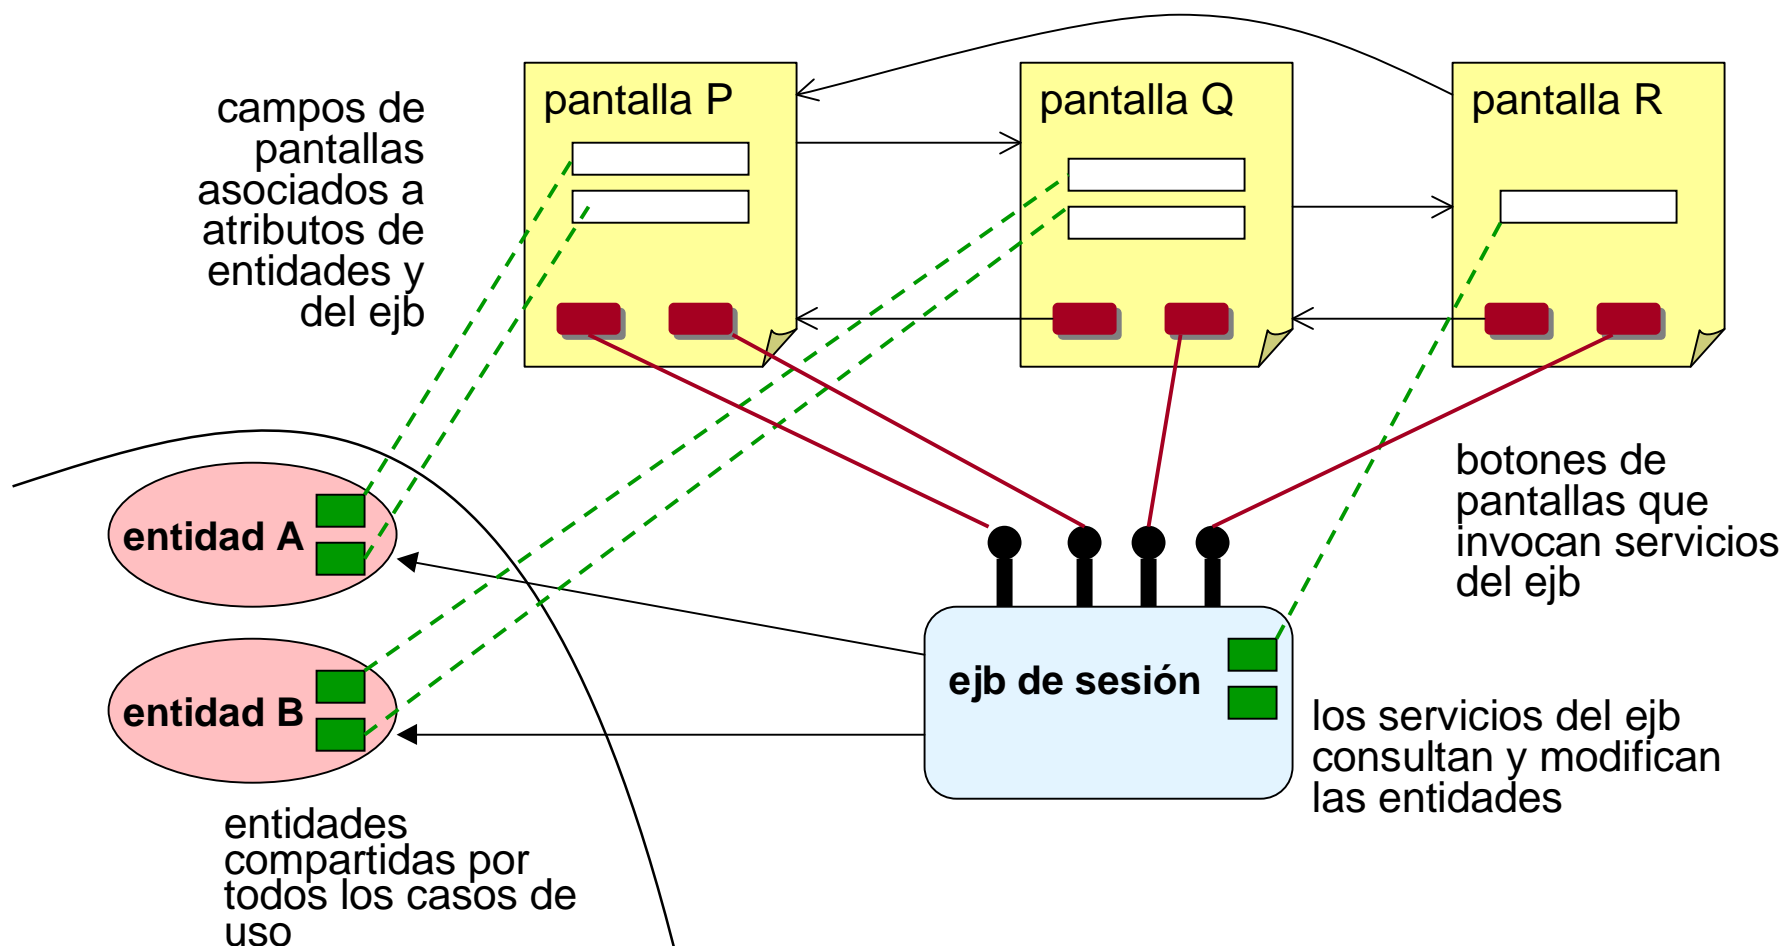 pantalla P
pantalla Q
pantalla R
campos de
pantallas
asociados a
atributos de
entidades y
del ejb
botones de
pantallas que
invocan servicios
del ejb
entidad A
entidad B
ejb de sesión
los servicios del ejb
consultan y modifican
las entidades
entidades
compartidas por
todos los casos de
uso